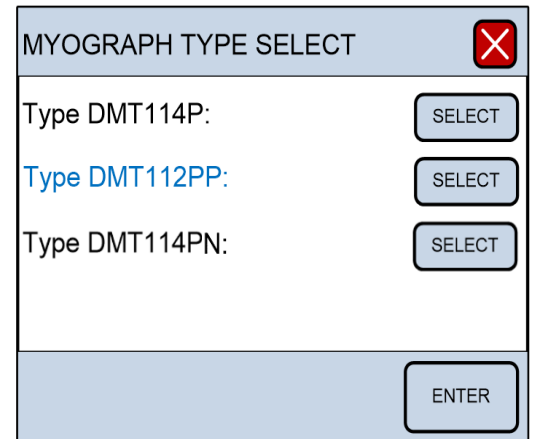 MYOGRAPH TYPE SELECT
Type DMT114P: SELECT
Type DMT112PP: SELECT
Type DMT114PN: SELECT
ENTER